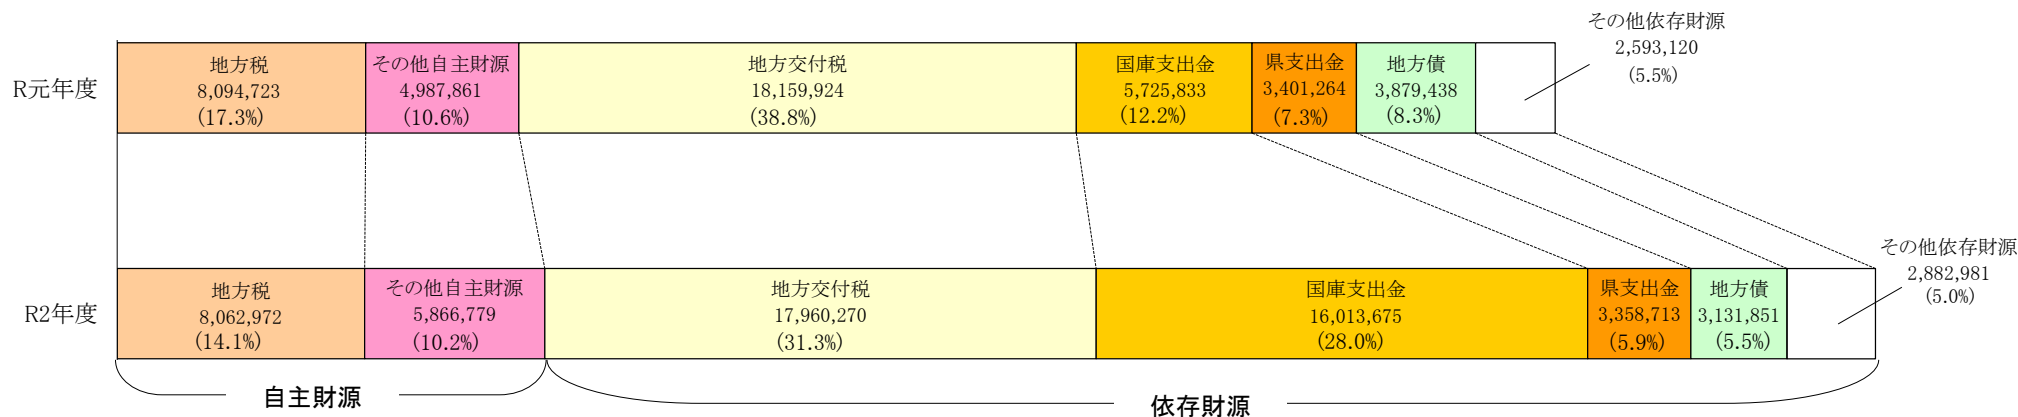 その他依存財源
2,593,120
(5.5%)
R元年度
地方税
8,094,723
(17.3%)
その他自主財源
4,987,861
(10.6%)
地方交付税
18,159,924
(38.8%)
国庫支出金
5,725,833
(12.2%)
県支出金
3,401,264
(7.3%)
地方債
3,879,438
(8.3%)
その他依存財源
2,882,981
(5.0%)
R2年度
地方税
8,062,972
(14.1%)
その他自主財源
5,866,779
(10.2%)
地方交付税
17,960,270
(31.3%)
国庫支出金
16,013,675
(28.0%)
県支出金
3,358,713
(5.9%)
地方債
3,131,851
(5.5%)
自主財源
依存財源